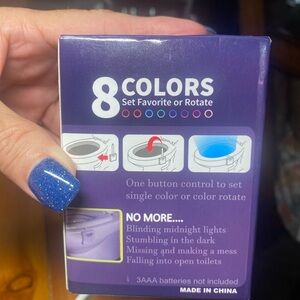 8 COLORS
Set Favorite or Rotate
One button control to set
single color or color rotate
NO MORE....
Blinding midnight lights
Stumbling in the dark
Missing and making a mess
Falling into open toilets
3AAA batteries not included
MADE IN CHINA